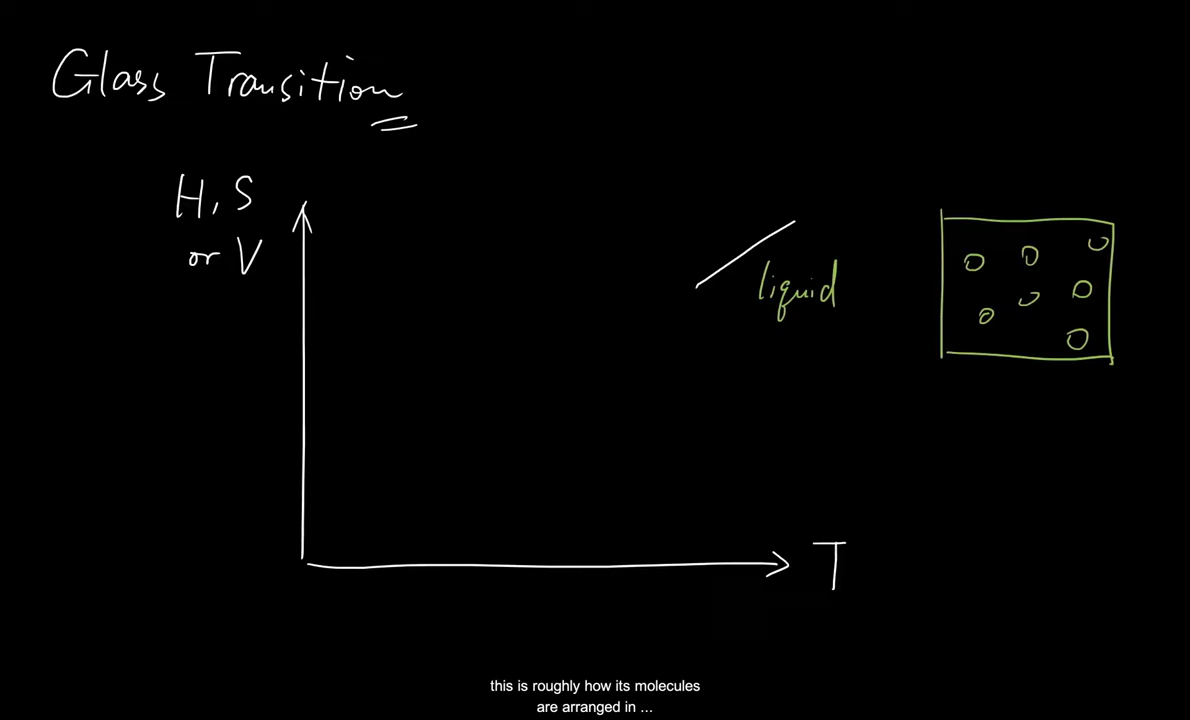 Glass Transition
H, S
or V
liquid
T
this is roughly how its molecules
are arranged in ...